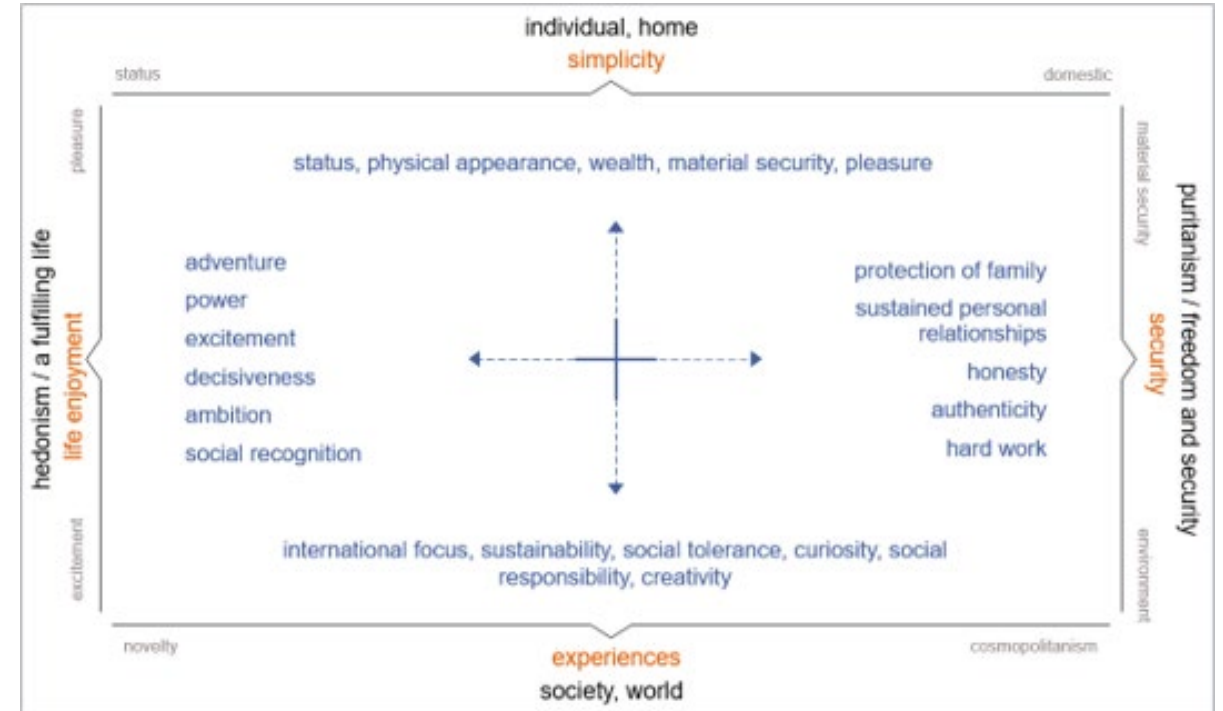 individual, home
simplicity
status
domestic
pleasure
material security
status, physical appearance, wealth, material security, pleasure
hedonism / a fulfilling life
life enjoyment
adventure
power
excitement
decisiveness
ambition
social recognition
protection of family
sustained personal
relationships
honesty
authenticity
hard work
security
puritanism / freedom and security
excitement
environment
international focus, sustainability, social tolerance, curiosity, social
responsibility, creativity
novelty
cosmopolitanism
experiences
society, world